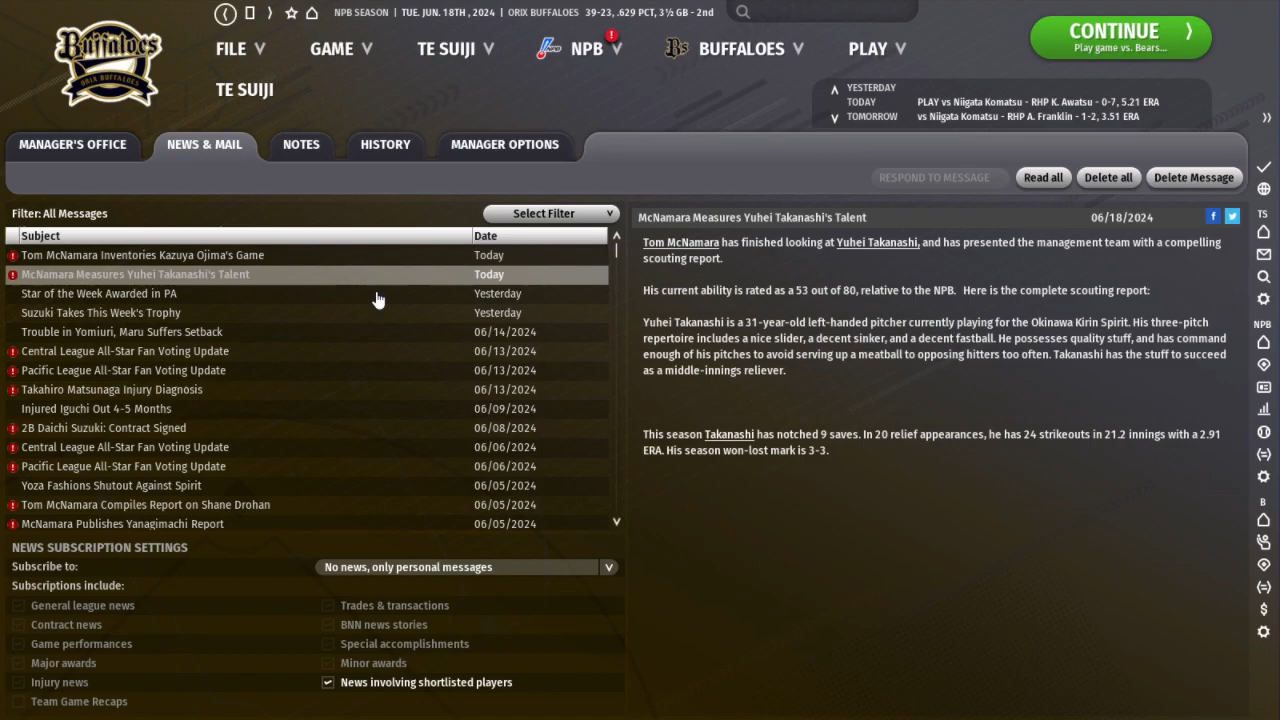 NPB SEASON | TUE. JUN. 18TH , 2024 | ORIX BUFFALOES 39-23, .629 PCT, 3½ GB - 2nd
Buffaloes
ORIX BUFFALOES
FILE
GAME
TE SUIJI
NPB
!
Bs
BUFFALOES
PLAY
TE SUIJI
CONTINUE
Play game vs. Bears...
YESTERDAY
TODAY PLAY vs Niigata Komatsu - RHP K. Awatsu - 0-7, 5.21 ERA
TOMORROW vs Niigata Komatsu - RHP A. Franklin - 1-2, 3.51 ERA
MANAGER'S OFFICE
NEWS & MAIL
NOTES
HISTORY
MANAGER OPTIONS
RESPOND TO MESSAGE
Read all
Delete all
Delete Message
Filter: All Messages
Select Filter
Subject Date
! Tom McNamara Inventories Kazuya Ojima's Game Today
! McNamara Measures Yuhei Takanashi's Talent Today
Star of the Week Awarded in PA Yesterday
Suzuki Takes This Week's Trophy Yesterday
Trouble in Yomiuri, Maru Suffers Setback 06/14/2024
! Central League All-Star Fan Voting Update 06/13/2024
! Pacific League All-Star Fan Voting Update 06/13/2024
! Takahiro Matsunaga Injury Diagnosis 06/13/2024
Injured Iguchi Out 4-5 Months 06/09/2024
! 2B Daichi Suzuki: Contract Signed 06/08/2024
! Central League All-Star Fan Voting Update 06/06/2024
! Pacific League All-Star Fan Voting Update 06/06/2024
Yoza Fashions Shutout Against Spirit 06/05/2024
! Tom McNamara Compiles Report on Shane Drohan 06/05/2024
! McNamara Publishes Yanagimachi Report 06/05/2024
NEWS SUBSCRIPTION SETTINGS
Subscribe to: No news, only personal messages
Subscriptions include:
General league news Trades & transactions
Contract news BNN news stories
Game performances Special accomplishments
Major awards Minor awards
Injury news News involving shortlisted players
Team Game Recaps
McNamara Measures Yuhei Takanashi's Talent 06/18/2024
Tom McNamara has finished looking at Yuhei Takanashi, and has presented the management team with a compelling
scouting report.
His current ability is rated as a 53 out of 80, relative to the NPB. Here is the complete scouting report:
Yuhei Takanashi is a 31-year-old left-handed pitcher currently playing for the Okinawa Kirin Spirit. His three-pitch
repertoire includes a nice slider, a decent sinker, and a decent fastball. He possesses quality stuff, and has command
enough of his pitches to avoid serving up a meatball to opposing hitters too often. Takanashi has the stuff to succeed
as a middle-innings reliever.
This season Takanashi has notched 9 saves. In 20 relief appearances, he has 24 strikeouts in 21.2 innings with a 2.91
ERA. His season won-lost mark is 3-3.
TS
NPB
B